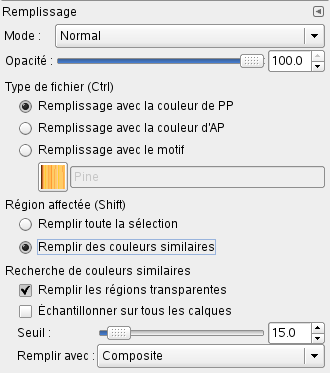 Remplissage
Mode : Normal
Opacité : 100.0
Type de fichier (Ctrl)
Remplissage avec la couleur de PP
Remplissage avec la couleur d'AP
Remplissage avec le motif
Pine
Région affectée (Shift)
Remplir toute la sélection
Remplir des couleurs similaires
Recherche de couleurs similaires
Remplir les régions transparentes
Échantillonner sur tous les calques
Seuil : 15.0
Remplir avec : Composite